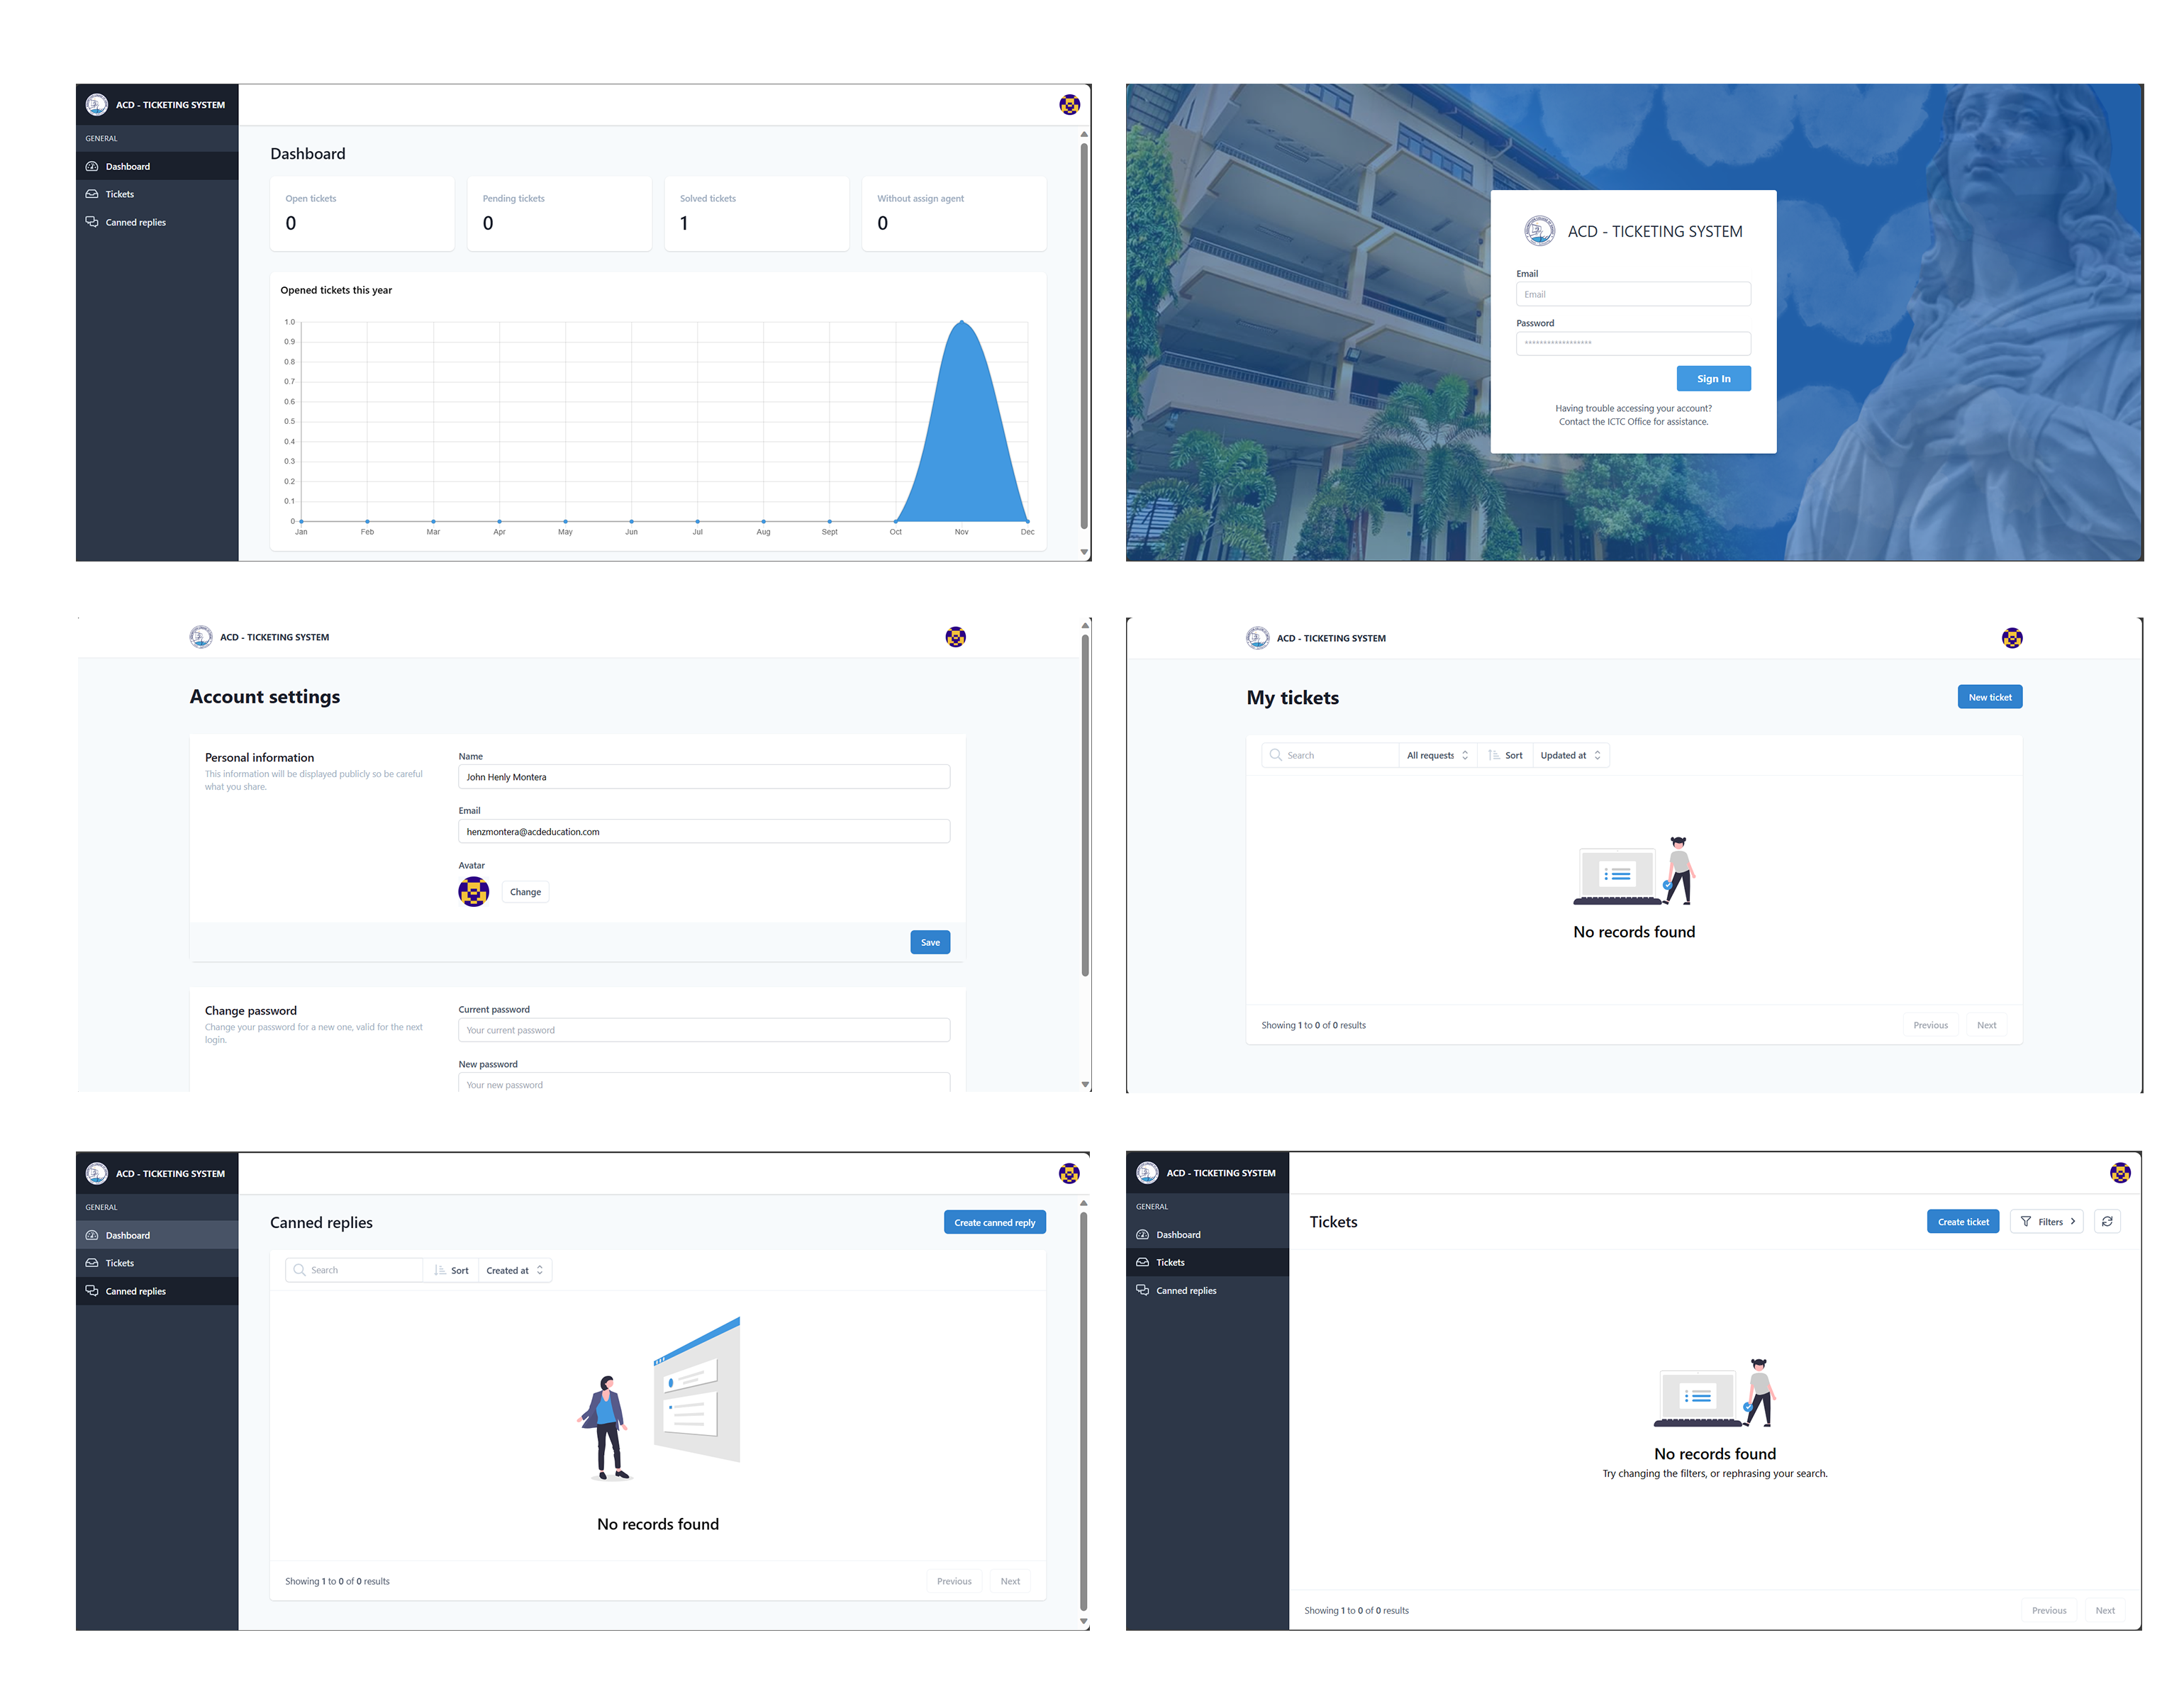 ACD - TICKETING SYSTEM
GENERAL
Dashboard
Tickets
Canned replies
Dashboard
Open tickets
0
Pending tickets
0
Solved tickets
1
Without assign agent
0
Opened tickets this year
1.0
0.9
0.8
0.7
0.6
0.5
0.4
0.3
0.2
0.1
0
Jan Feb Mar Apr May Jun Jul Aug Sept Oct Nov Dec
ACD - TICKETING SYSTEM
Email
Email
Password
******************
Sign In
Having trouble accessing your account?
Contact the ICTC Office for assistance.
ACD - TICKETING SYSTEM
Account settings
Personal information
This information will be displayed publicly so be careful
what you share.
Name
John Henly Montera
Email
henzmontera@acdeducation.com
Avatar
Change
Save
Change password
Change your password for a new one, valid for the next
login.
Current password
Your current password
New password
Your new password
ACD - TICKETING SYSTEM
My tickets
New ticket
Search All requests Sort Updated at
No records found
Showing 1 to 0 of 0 results
Previous Next
ACD - TICKETING SYSTEM
GENERAL
Dashboard
Tickets
Canned replies
Canned replies
Create canned reply
Search Sort Created at
No records found
Showing 1 to 0 of 0 results
Previous Next
ACD - TICKETING SYSTEM
GENERAL
Dashboard
Tickets
Canned replies
Tickets
Create ticket Filters
No records found
Try changing the filters, or rephrasing your search.
Showing 1 to 0 of 0 results
Previous Next